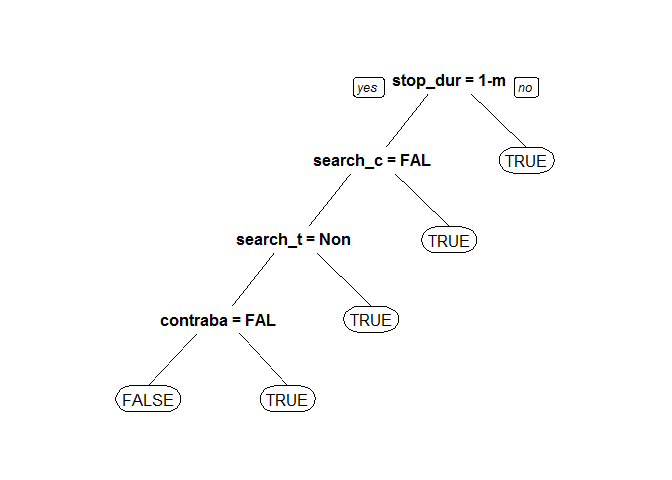 yes stop_dur = 1-m no
search_c = FAL TRUE
search_t = Non TRUE
contraba = FAL TRUE
FALSE TRUE